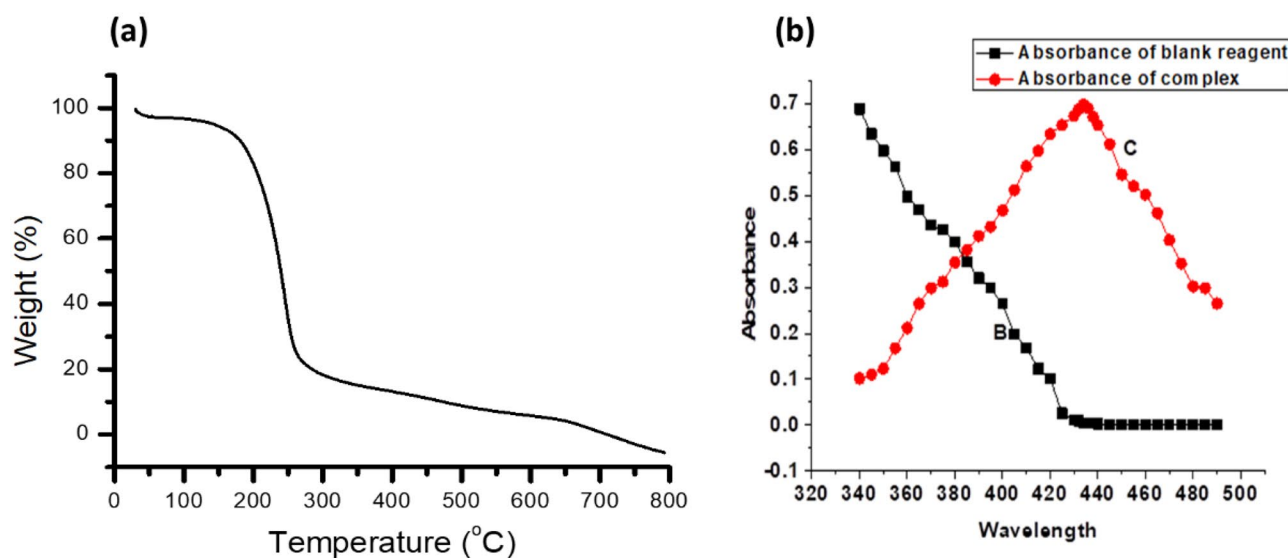 (a)
100
80
60
40
20
0
Weight (%)
0 100 200 300 400 500 600 700 800
Temperature (°C)
(b)
Absorbance of blank reagent
Absorbance of complex
0.7
0.6
0.5
0.4
0.3
0.2
0.1
0.0
-0.1
Absorbance
C
B
320 340 360 380 400 420 440 460 480 500
Wavelength